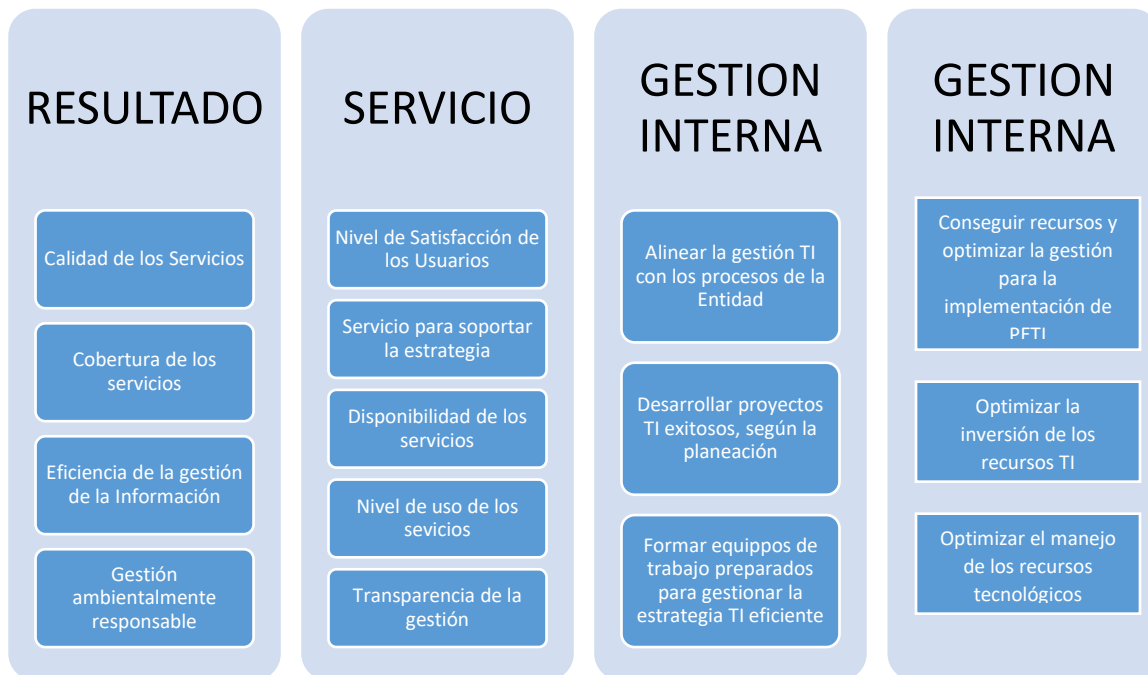 RESULTADO
Calidad de los Servicios
Cobertura de los
servicios
Eficiencia de la gestión
de la Información
Gestión
ambientalmente
responsable
SERVICIO
Nivel de Satisfacción de
los Usuarios
Servicio para soportar
la estrategia
Disponibilidad de los
servicios
Nivel de uso de los
sevicios
Transparencia de la
gestión
GESTION
INTERNA
Alinear la gestión TI
con los procesos de la
Entidad
Desarrollar proyectos
TI exitosos, según la
planeación
Formar equippos de
trabajo preparados
para gestionar la
estrategia TI eficiente
GESTION
INTERNA
Conseguir recursos y
optimizar la gestión
para la
implementación de
PETI
Optimizar la
inversión de los
recursos TI
Optimizar el manejo
de los recursos
tecnológicos